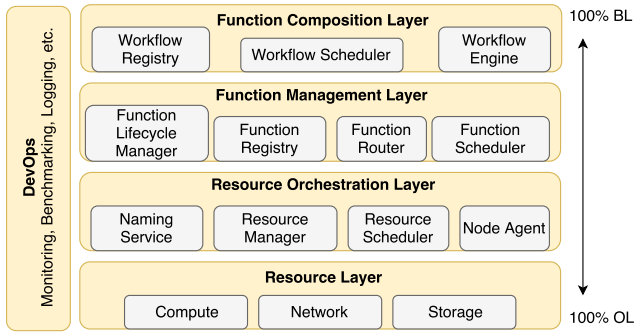 DevOps
Monitoring, Benchmarking, Logging, etc.
Function Composition Layer
Workflow
Registry
Workflow Scheduler
Workflow
Engine
Function Management Layer
Function
Lifecycle
Manager
Function
Registry
Function
Router
Function
Scheduler
Resource Orchestration Layer
Naming
Service
Resource
Manager
Resource
Scheduler
Node Agent
Resource Layer
Compute
Network
Storage
100% BL
100% OL